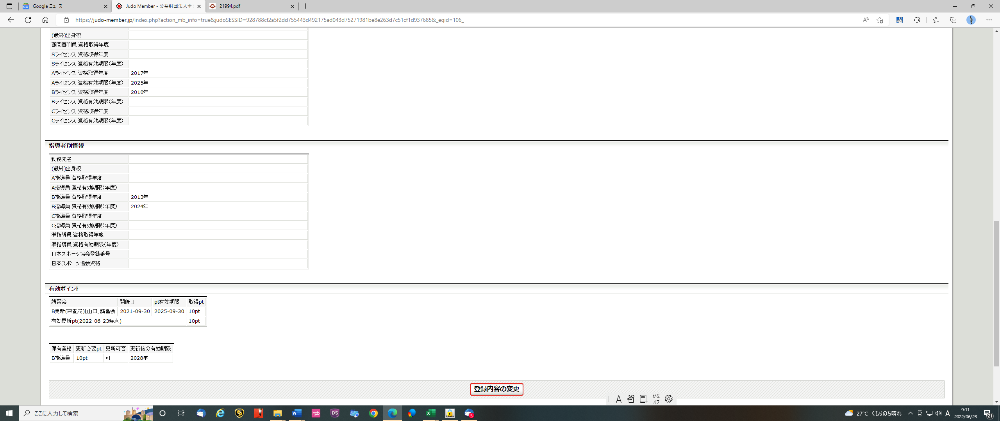 Google ニュース
Judo Member - 公益財団法人全
21994.pdf
https://judo-member.jp/index.php?action_mb_info=true&judoSESSID=928788cf2a5f2dd755443d492175ad043d75271981be8e263d7c51cf1d937685&_eqid=106_
(最終)出身校
顧問審判員 資格取得年度
Sライセンス 資格取得年度
Sライセンス 資格有効期限(年度)
Aライセンス 資格取得年度 2017年
Aライセンス 資格有効期限(年度) 2025年
Bライセンス 資格取得年度 2010年
Bライセンス 資格有効期限(年度)
Cライセンス 資格取得年度
Cライセンス 資格有効期限(年度)
指導者別情報
勤務先名
(最終)出身校
A指導員 資格取得年度
A指導員 資格有効期限(年度)
B指導員 資格取得年度 2013年
B指導員 資格有効期限(年度) 2024年
C指導員 資格取得年度
C指導員 資格有効期限(年度)
準指導員 資格取得年度
準指導員 資格有効期限(年度)
日本スポーツ協会登録番号
日本スポーツ協会資格
有効ポイント
講習会 開催日 pt有効期限 取得pt
B更新(兼養成)[山口]講習会 2021-09-30 2025-09-30 10pt
有効更新pt(2022-06-23時点) 10pt
保有資格 更新必要pt 更新可否 更新後の有効期限
B指導員 10pt 可 2028年
登録内容の変更
A かな
オフ
ここに入力して検索
hpb
DS
5
27°C くもりのち晴れ
A
9:11
2022/06/23
21